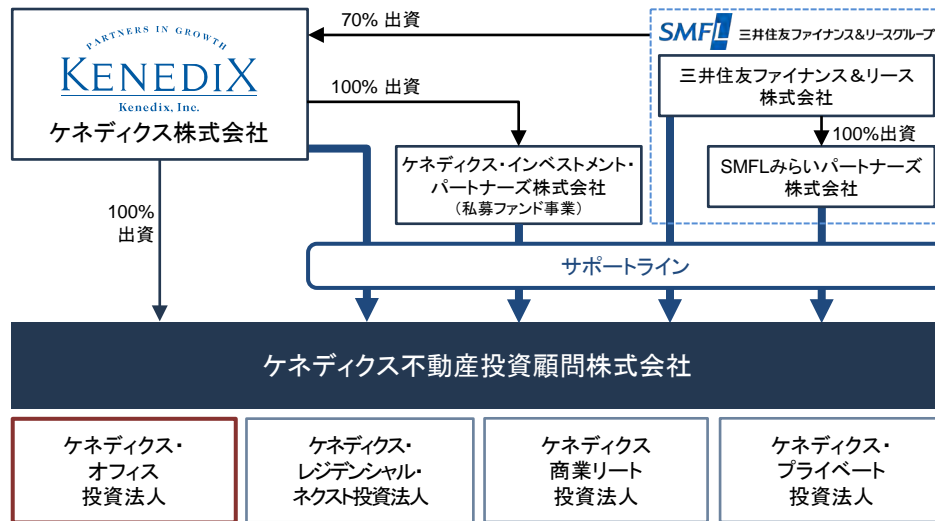 PARTNERS IN GROWTH
KENEDIX
Kenedix, Inc.
ケネディクス株式会社
70% 出資
SMFL 三井住友ファイナンス&リースグループ
三井住友ファイナンス&リース
株式会社
100% 出資
100%出資
ケネディクス・インベストメント・
パートナーズ株式会社
(私募ファンド事業)
SMFLみらいパートナーズ
株式会社
100%
出資
サポートライン
ケネディクス不動産投資顧問株式会社
ケネディクス・
オフィス
投資法人
ケネディクス・
レジデンシャル・
ネクスト投資法人
ケネディクス
商業リート
投資法人
ケネディクス・
プライベート
投資法人